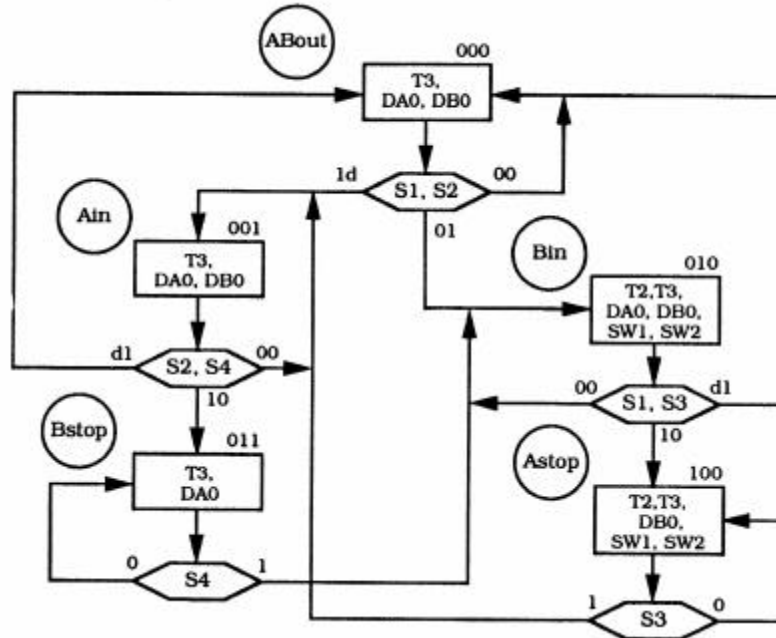 ABout
000
T3,
DA0, DB0
1d
S1, S2
00
01
Ain
001
T3,
DA0, DB0
d1
S2, S4
00
10
Bin
010
T2,T3,
DA0, DB0,
SW1, SW2
00
S1, S3
d1
10
Bstop
011
T3,
DA0
0
S4
1
Astop
100
T2,T3,
DB0,
SW1, SW2
1
S3
0